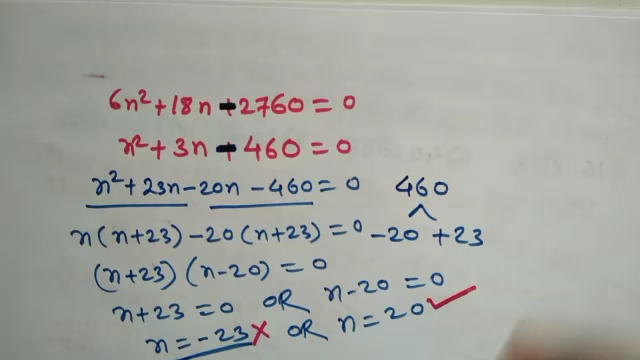 6n²+18n-2760=0
n²+3n-460=0
n²+23n-20n-460=0 460
n(n+23)-20(n+23)=0 -20 +23
(n+23)(n-20)=0
n+23=0 OR n-20=0
n=-23 × OR n=20 ✓